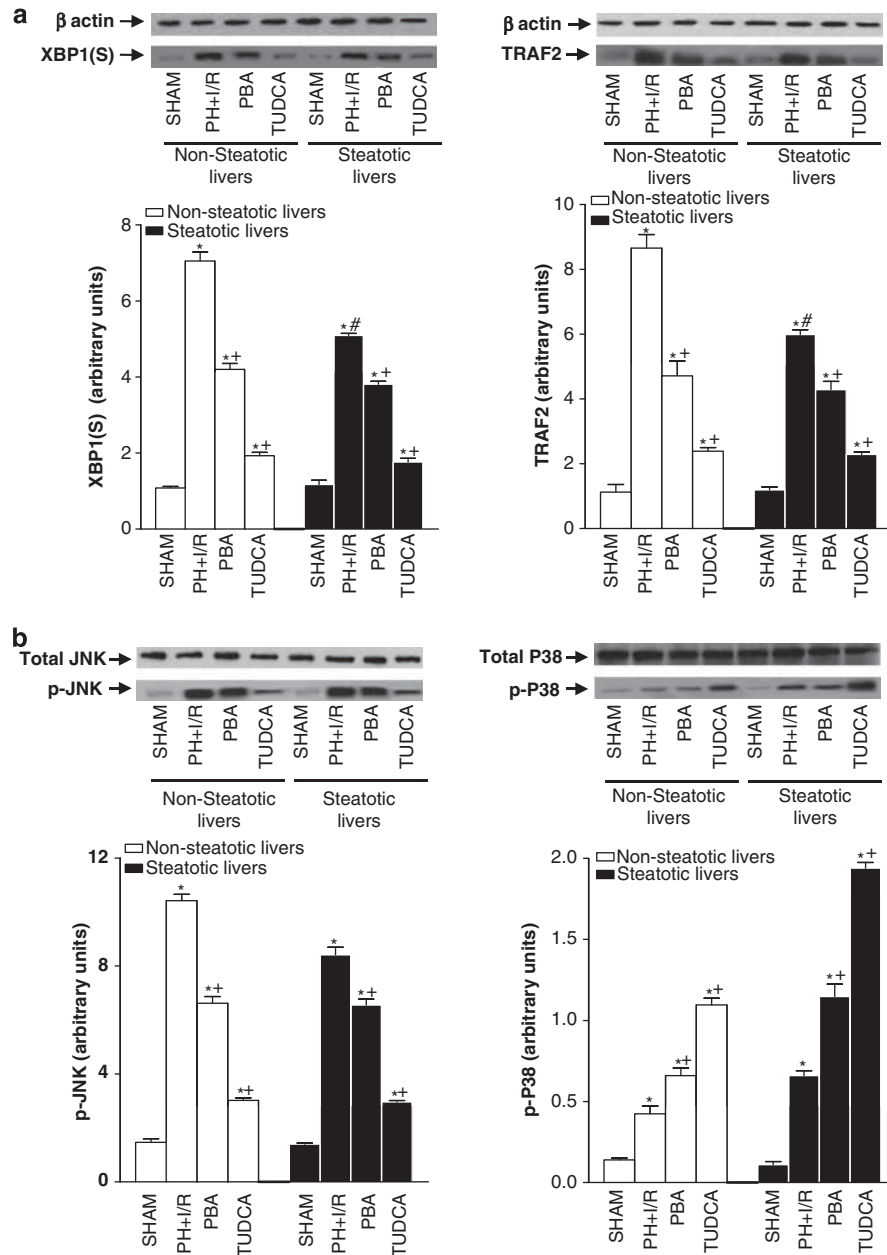 a
β actin
XBP1(S)
SHAM
PH+I/R
PBA
TUDCA
SHAM
PH+I/R
PBA
TUDCA
Non-Steatotic
livers
Steatotic
livers
Non-steatotic livers
Steatotic livers
XBP1(S) (arbitrary units)
8
6
4
2
0
*
*+
*+
*#
*+
*+
SHAM
PH+I/R
PBA
TUDCA
SHAM
PH+I/R
PBA
TUDCA
β actin
TRAF2
SHAM
PH+I/R
PBA
TUDCA
SHAM
PH+I/R
PBA
TUDCA
Non-Steatotic
livers
Steatotic
livers
Non-steatotic livers
Steatotic livers
TRAF2 (arbitrary units)
10
8
6
4
2
0
*
*+
*+
*#
*+
*+
SHAM
PH+I/R
PBA
TUDCA
SHAM
PH+I/R
PBA
TUDCA
b
Total JNK
p-JNK
SHAM
PH+I/R
PBA
TUDCA
SHAM
PH+I/R
PBA
TUDCA
Non-Steatotic
livers
Steatotic
livers
Non-steatotic livers
Steatotic livers
p-JNK (arbitrary units)
12
8
4
0
*
*+
*+
*
*+
*+
SHAM
PH+I/R
PBA
TUDCA
SHAM
PH+I/R
PBA
TUDCA
Total P38
p-P38
SHAM
PH+I/R
PBA
TUDCA
SHAM
PH+I/R
PBA
TUDCA
Non-Steatotic
livers
Steatotic
livers
Non-steatotic livers
Steatotic livers
p-P38 (arbitrary units)
2.0
1.5
1.0
0.5
0.0
*
*+
*+
*
*+
*+
SHAM
PH+I/R
PBA
TUDCA
SHAM
PH+I/R
PBA
TUDCA